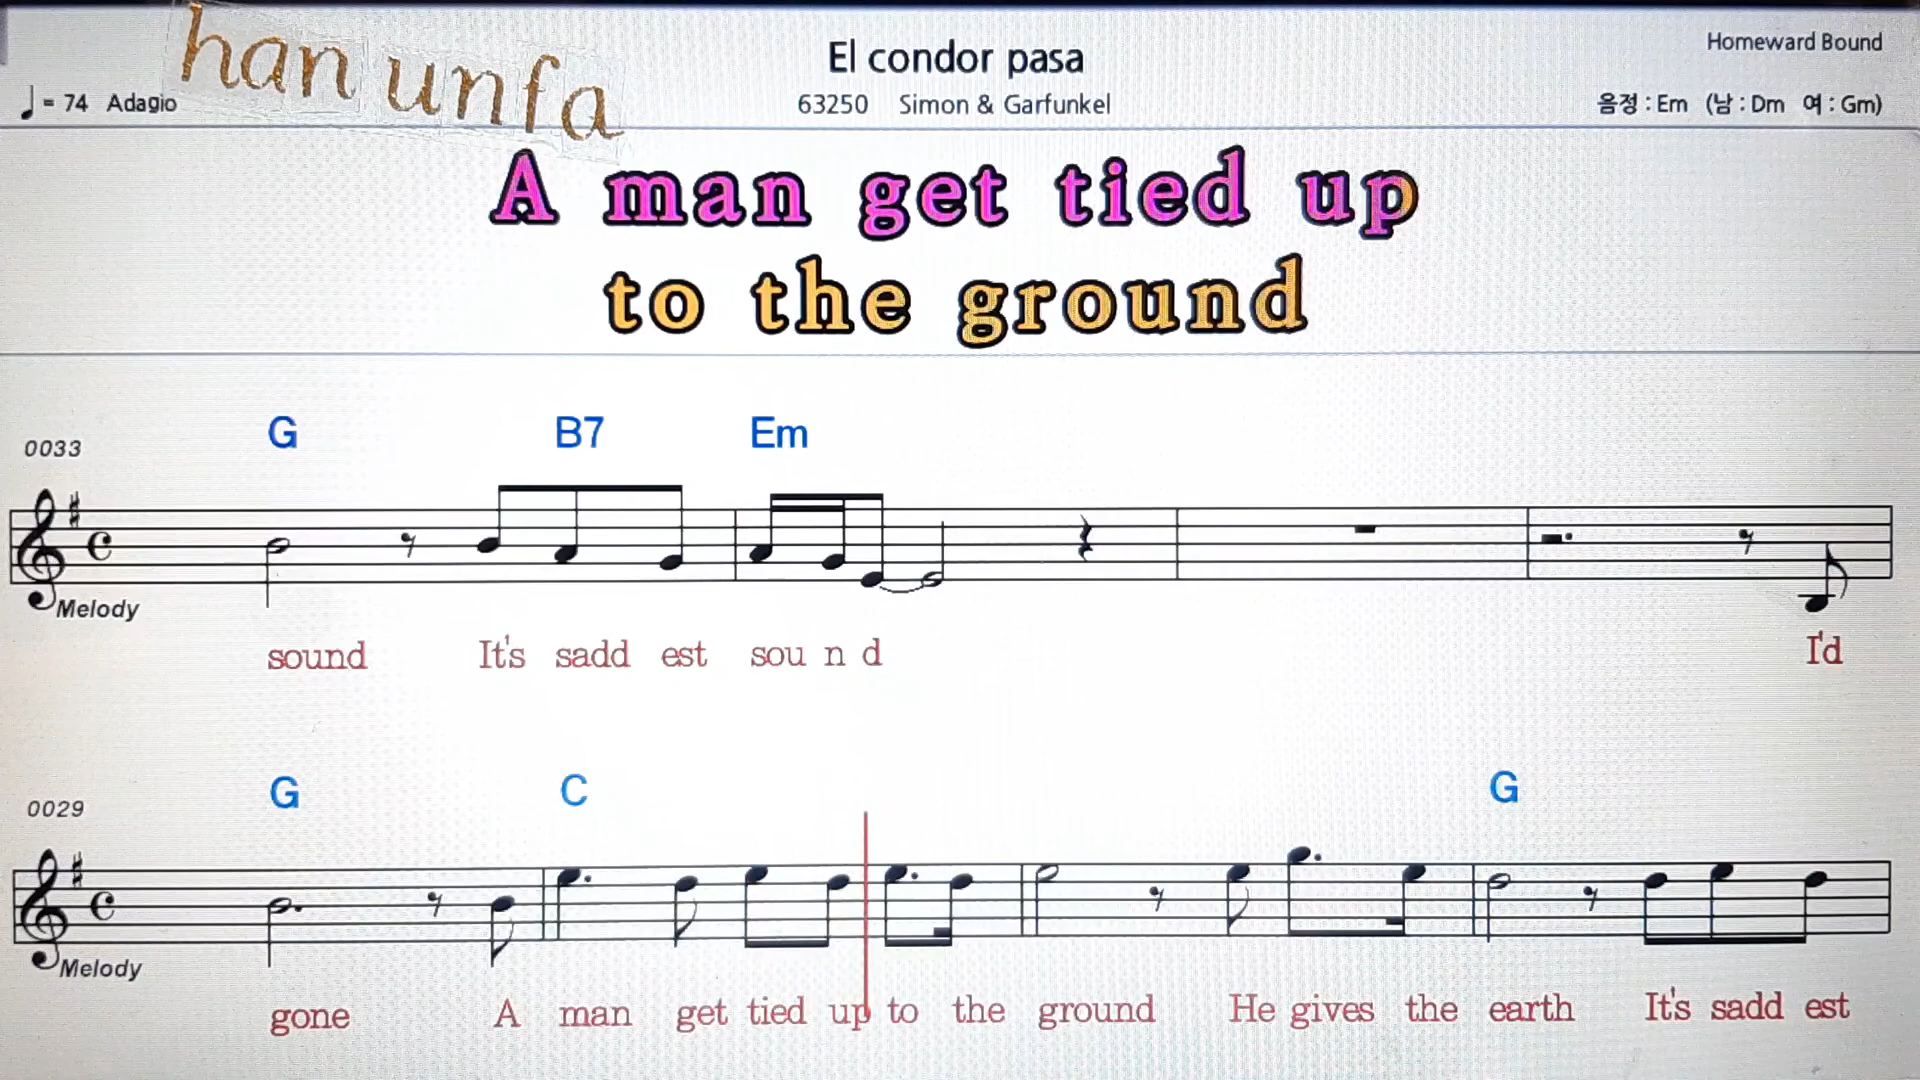 han unfa
El condor pasa
Homeward Bound
♩ = 74 Adagio
63250 Simon & Garfunkel
음정 : Em (남 : Dm 여 : Gm)
A man get tied up
to the ground
0033
G B7 Em
Melody
sound It's sadd est sou n d I'd
0029
G C G
Melody
gone A man get tied up to the ground He gives the earth It's sadd est